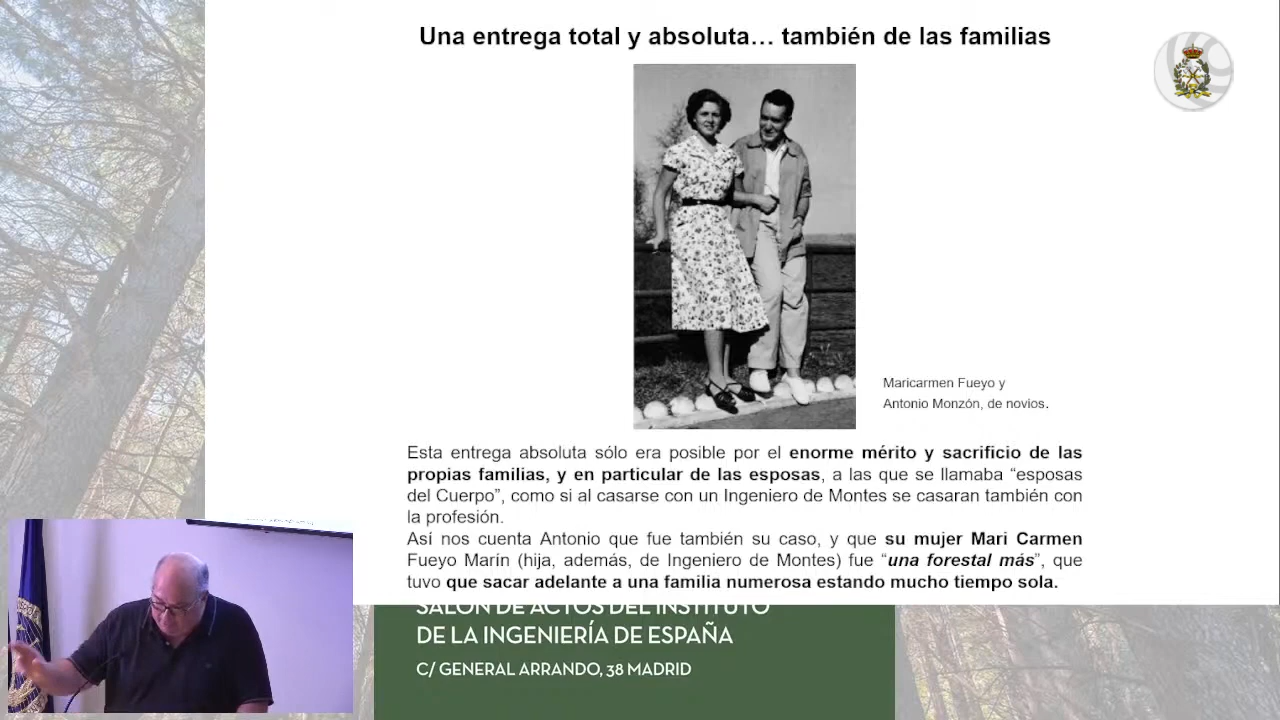 Una entrega total y absoluta… también de las familias
Maricarmen Fueyo y
Antonio Monzón, de novios.
Esta entrega absoluta sólo era posible por el enorme mérito y sacrificio de las
propias familias, y en particular de las esposas, a las que se llamaba “esposas
del Cuerpo”, como si al casarse con un Ingeniero de Montes se casaran también con
la profesión.
Así nos cuenta Antonio que fue también su caso, y que su mujer Mari Carmen
Fueyo Marín (hija, además, de Ingeniero de Montes) fue “una forestal más”, que
tuvo que sacar adelante a una familia numerosa estando mucho tiempo sola.
SALÓN DE ACTOS DEL INSTITUTO
DE LA INGENIERÍA DE ESPAÑA
C/ GENERAL ARRANDO, 38 MADRID